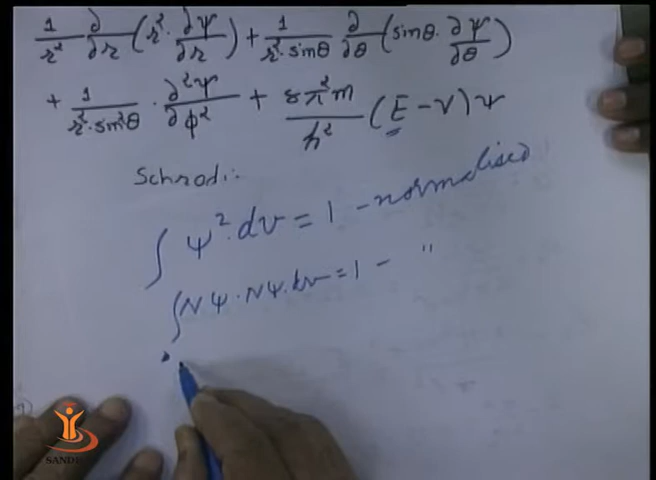 1/r² ∂/∂r (r² · ∂ψ/∂r) + 1/r²·sinθ ∂/∂θ (sinθ · ∂ψ/∂θ)
+ 1/r²·sin²θ · ∂²ψ/∂φ² + 8π²m/h² (E - V) ψ
Schrodi:
∫ ψ² · dv = 1 - normalised
∫ Nψ · Nψ · dv = 1 - "
SAND